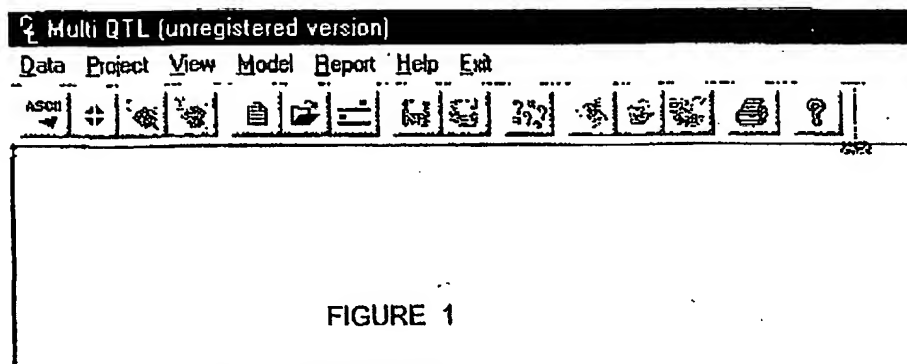 Multi QTL (unregistered version)
Data Project View Model Report Help Exit
ASCII
FIGURE 1